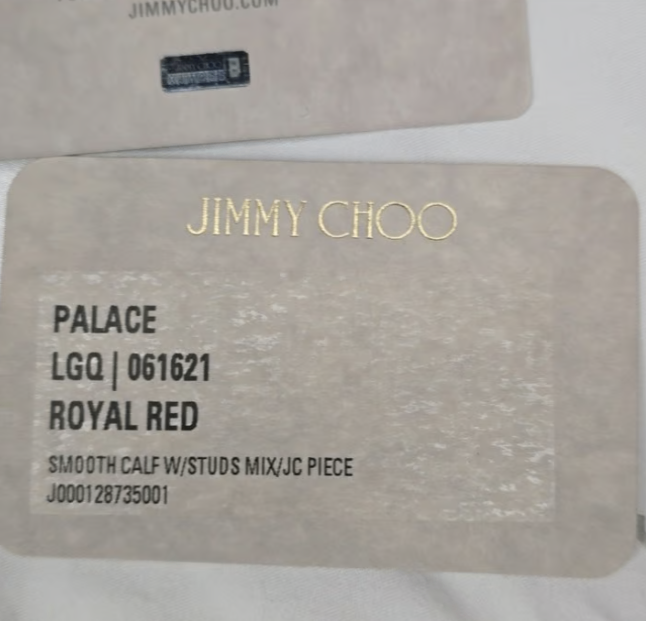 JIMMYCHOO.COM
JIMMY CHOO
PALACE
LGQ | 061621
ROYAL RED
SMOOTH CALF W/STUDS MIX/JC PIECE
J000128735001